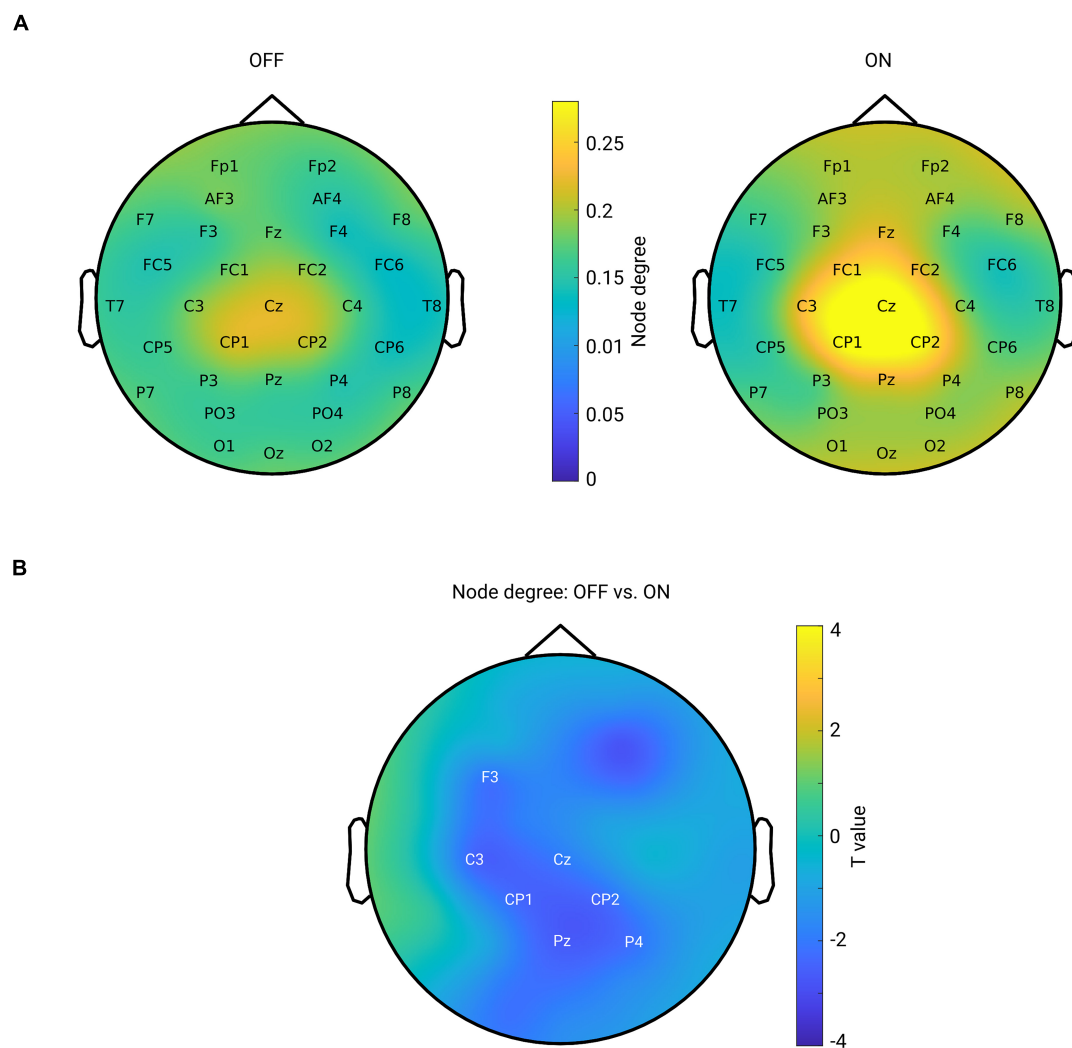 A
OFF
ON
Fp1 Fp2
AF3 AF4
F7 F8
F3 Fz F4
FC5 FC1 FC2 FC6
T7 C3 Cz C4 T8
CP5 CP1 CP2 CP6
P7 P3 Pz P4 P8
PO3 PO4
O1 Oz O2
0.25
0.2
0.15
0.01
0.05
0
Node degree
Fp1 Fp2
AF3 AF4
F7 F8
F3 Fz F4
FC5 FC1 FC2 FC6
T7 C3 Cz C4 T8
CP5 CP1 CP2 CP6
P7 P3 Pz P4 P8
PO3 PO4
O1 Oz O2
B
Node degree: OFF vs. ON
F3
C3 Cz
CP1 CP2
Pz P4
4
2
0
-2
-4
T value